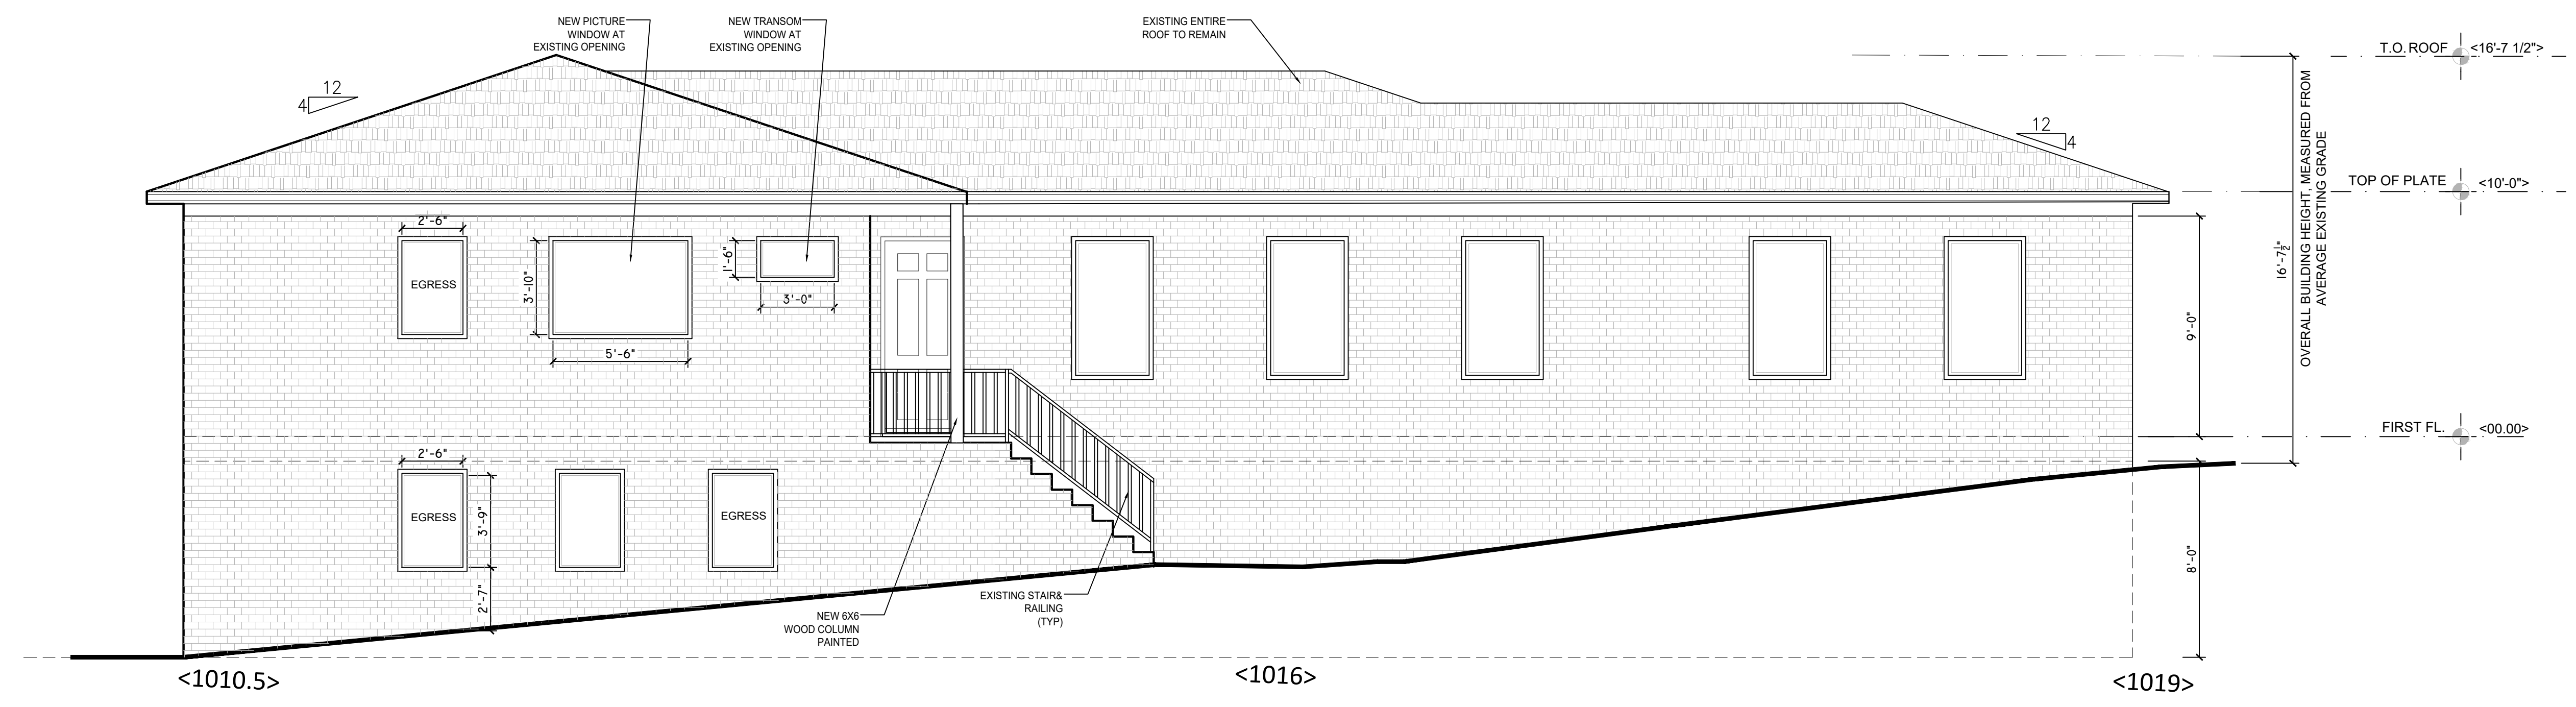 NEW PICTURE
WINDOW AT
EXISTING OPENING
NEW TRANSOM
WINDOW AT
EXISTING OPENING
EXISTING ENTIRE
ROOF TO REMAIN
T.O. ROOF <16'-7 1/2">
12
4
12
4
TOP OF PLATE <10'-0">
16'-7 1/2"
OVERALL BUILDING HEIGHT, MEASURED FROM
AVERAGE EXISTING GRADE
2'-6"
EGRESS
3'-10"
5'-6"
1'-6"
3'-0"
9'-0"
FIRST FL. <00.00>
2'-6"
EGRESS
3'-9"
2'-7"
EGRESS
8'-0"
NEW 6X6
WOOD COLUMN
PAINTED
EXISTING STAIR&
RAILING
(TYP)
<1010.5>
<1016>
<1019>